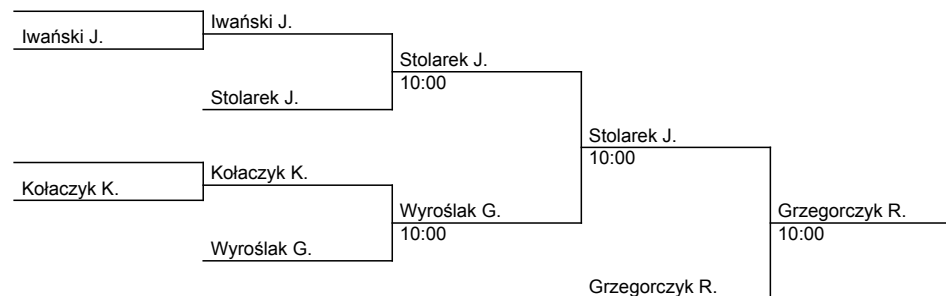 Iwański J.
Iwański J.
Stolarek J.
10:00
Stolarek J.
Stolarek J.
10:00
Kołaczyk K.
Kołaczyk K.
Wyroślak G.
10:00
Grzegorczyk R.
10:00
Wyroślak G.
Grzegorczyk R.